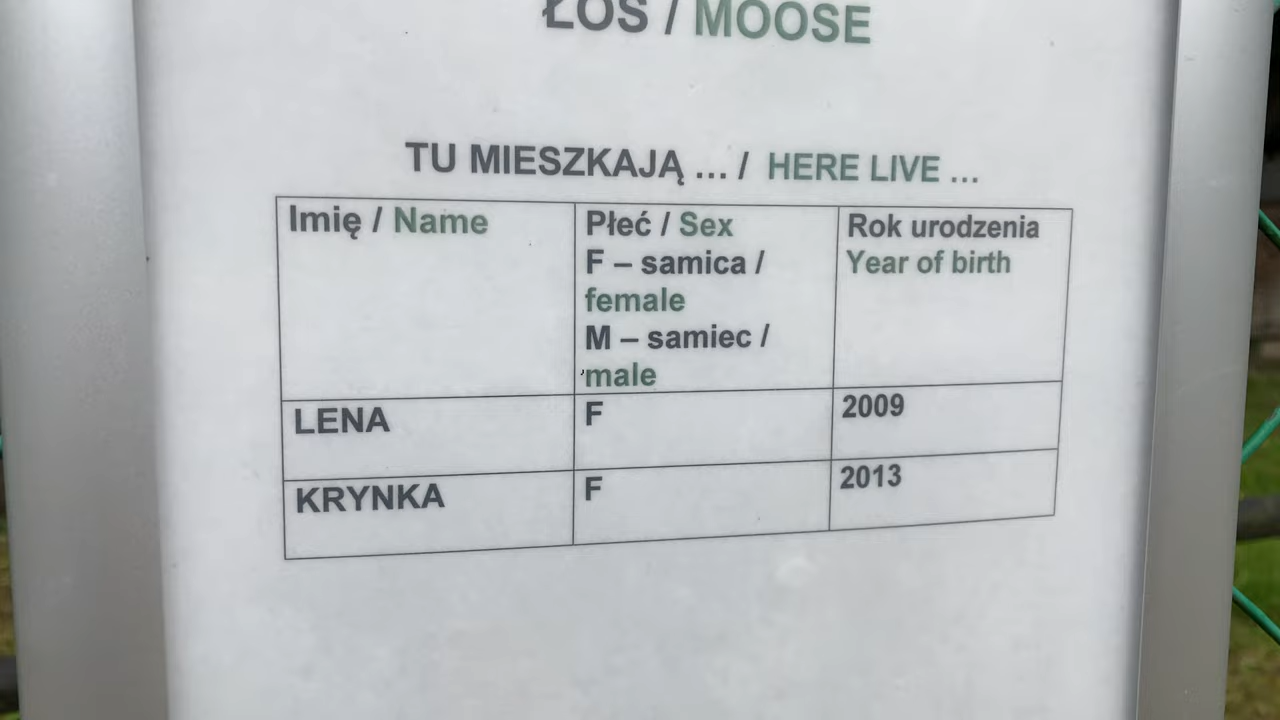 ŁOŚ / MOOSE
TU MIESZKAJĄ ... / HERE LIVE ...
Imię / Name
Płeć / Sex
F – samica /
female
M – samiec /
male
Rok urodzenia
Year of birth
LENA
F
2009
KRYNKA
F
2013